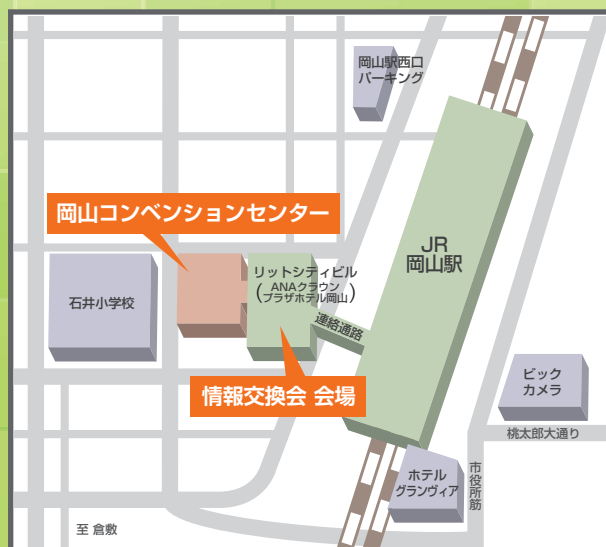 岡山駅西口
パーキング
岡山コンベンションセンター
JR
岡山駅
リットシティビル
(ANAクラウン
プラザホテル岡山)
石井小学校
連絡通路
情報交換会 会場
ビック
カメラ
桃太郎大通り
ホテル
グランヴィア
市役所筋
至 倉敷